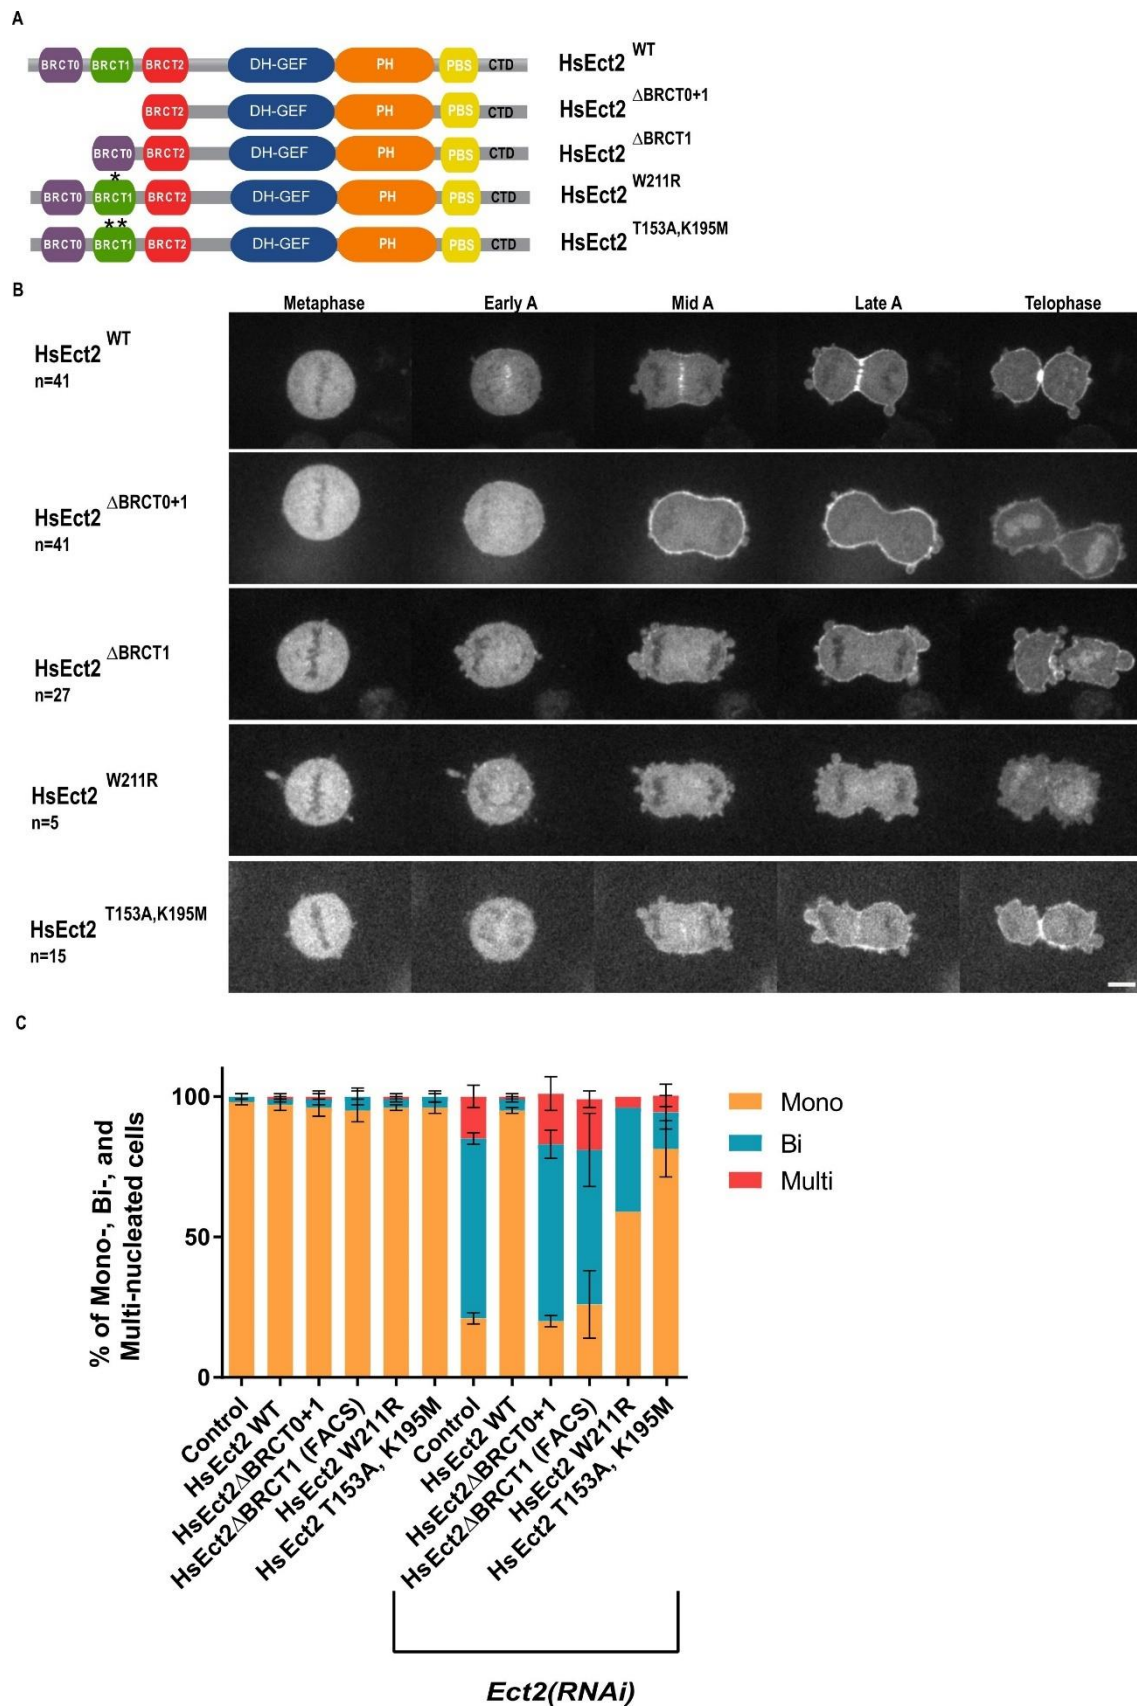 A
BRCT0 BRCT1 BRCT2 DH-GEF PH PBS CTD HsEct2 WT
BRCT2 DH-GEF PH PBS CTD HsEct2 ΔBRCT0+1
BRCT0 BRCT2 DH-GEF PH PBS CTD HsEct2 ΔBRCT1
*
BRCT0 BRCT1 BRCT2 DH-GEF PH PBS CTD HsEct2 W211R
**
BRCT0 BRCT1 BRCT2 DH-GEF PH PBS CTD HsEct2 T153A,K195M
B
Metaphase Early A Mid A Late A Telophase
HsEct2 WT
n=41
HsEct2 ΔBRCT0+1
n=41
HsEct2 ΔBRCT1
n=27
HsEct2 W211R
n=5
HsEct2 T153A,K195M
n=15
C
% of Mono-, Bi-, and
Multi-nucleated cells
100
50
0
Mono
Bi
Multi
Control
HsEct2 WT
HsEct2ΔBRCT0+1
HsEct2ΔBRCT1 (FACS)
HsEct2 W211R
HsEct2 T153A, K195M
Control
HsEct2 WT
HsEct2ΔBRCT0+1
HsEct2ΔBRCT1 (FACS)
HsEct2 W211R
HsEct2 T153A, K195M
Ect2(RNAi)